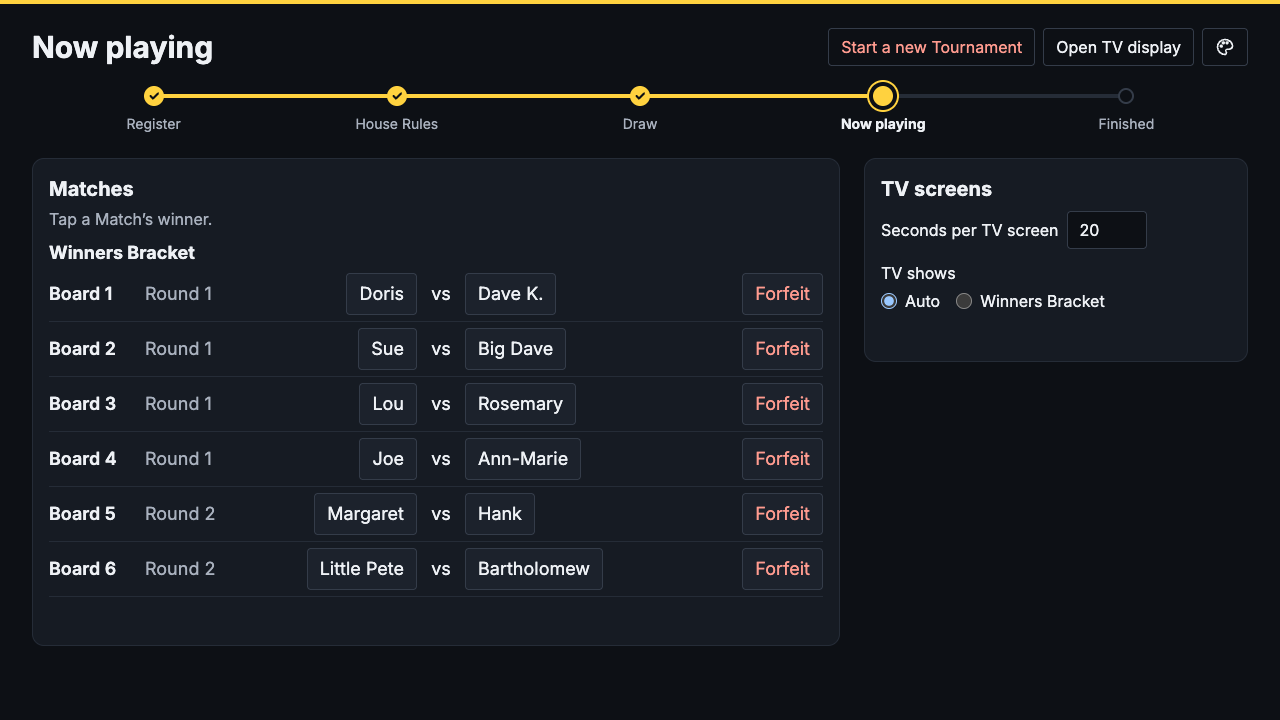 Now playing
Start a new Tournament
Open TV display
Register
House Rules
Draw
Now playing
Finished
Matches
Tap a Match’s winner.
Winners Bracket
Board 1 Round 1 Doris vs Dave K. Forfeit
Board 2 Round 1 Sue vs Big Dave Forfeit
Board 3 Round 1 Lou vs Rosemary Forfeit
Board 4 Round 1 Joe vs Ann-Marie Forfeit
Board 5 Round 2 Margaret vs Hank Forfeit
Board 6 Round 2 Little Pete vs Bartholomew Forfeit
TV screens
Seconds per TV screen 20
TV shows
Auto Winners Bracket